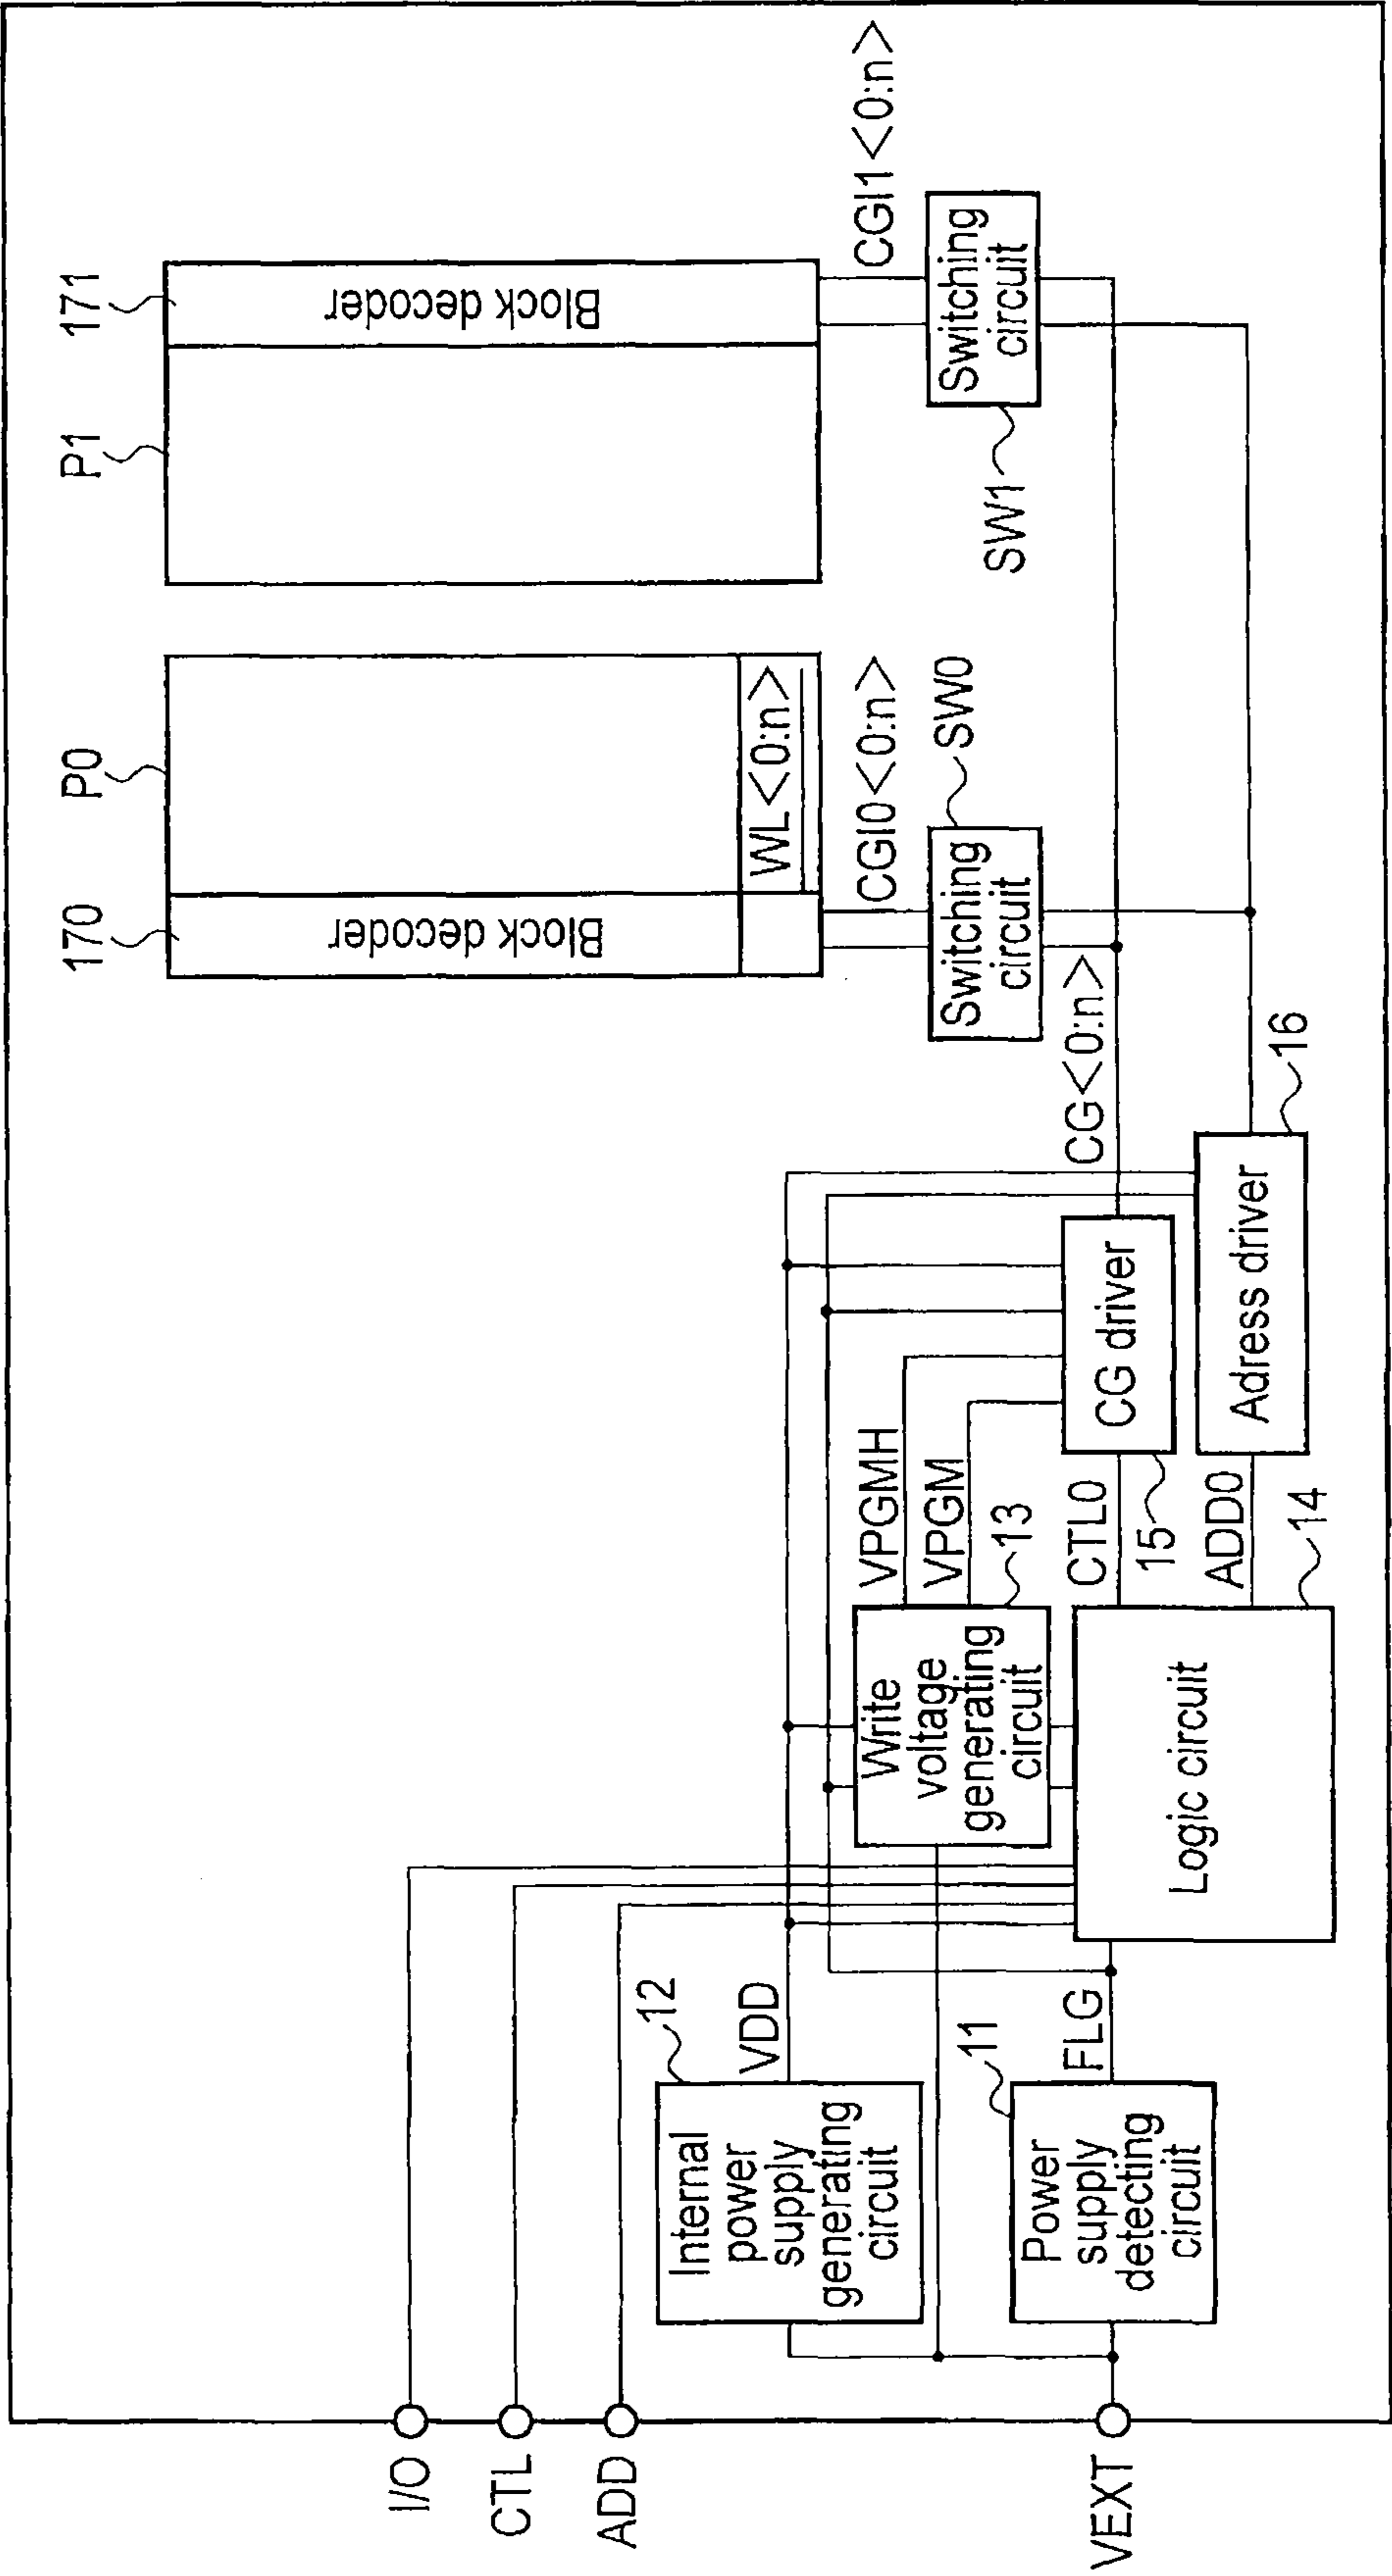 I/O
CTL
ADD
VEXT
Internal
power
supply
generating
circuit
12
VDD
Power
supply
detecting
circuit
11
FLG
Write
voltage
generating
circuit
13
VPGMH
VPGM
Logic circuit
14
CTL0
ADD0
CG driver
15
Adress driver
16
CG<0:n>
170
Block decoder
P0
WL<0:n>
CGI0<0:n>
Switching
circuit
SW0
P1
171
Block decoder
CGI1<0:n>
Switching
circuit
SW1